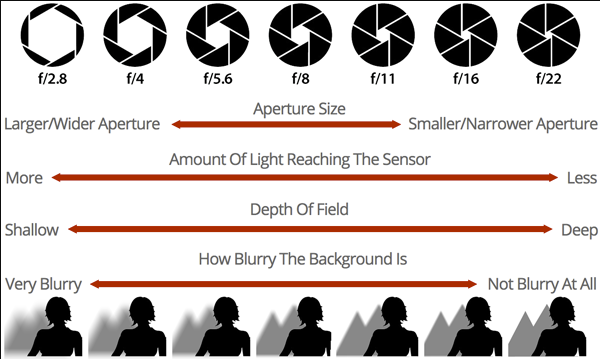 f/2.8 f/4 f/5.6 f/8 f/11 f/16 f/22
Aperture Size
Larger/Wider Aperture Smaller/Narrower Aperture
Amount Of Light Reaching The Sensor
More Less
Depth Of Field
Shallow Deep
How Blurry The Background Is
Very Blurry Not Blurry At All